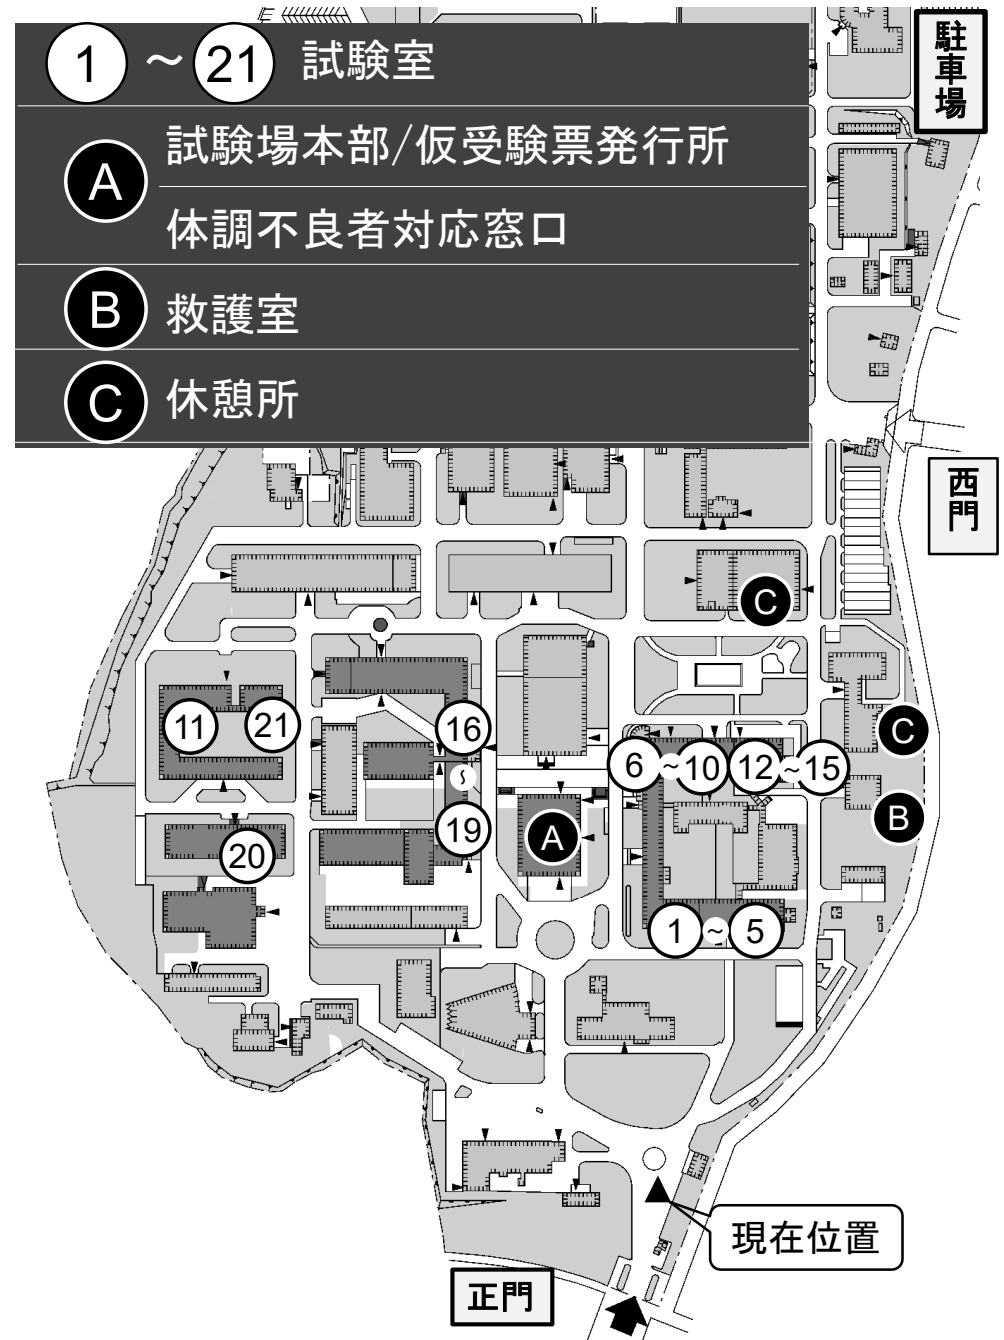 1 ～ 21 試験室
A 試験場本部/仮受験票発行所
体調不良者対応窓口
B 救護室
C 休憩所
駐車場
西門
C
11 21
16
～
19
6 ～ 10 12 ～ 15
C
B
A
20
1 ～ 5
現在位置
正門